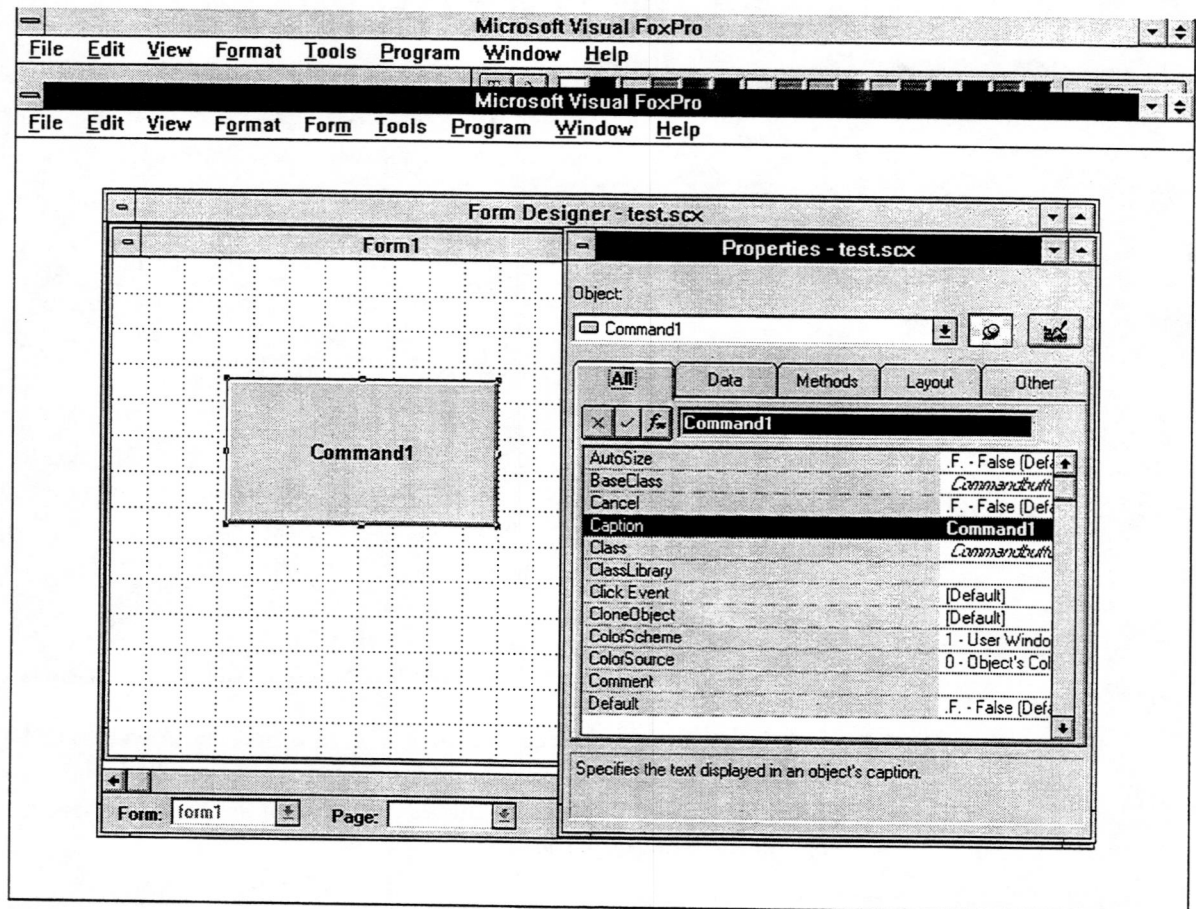 Microsoft Visual FoxPro
File Edit View Format Tools Program Window Help
Microsoft Visual FoxPro
File Edit View Format Form Tools Program Window Help
Form Designer - test.scx
Form1
Properties - test.scx
Object:
Command1
All Data Methods Layout Other
Command1
Command1
AutoSize .F. - False (Defa
BaseClass Commandbutt
Cancel .F. - False (Defa
Caption Command1
Class Commandbutt
ClassLibrary
Click Event [Default]
CloneObject [Default]
ColorScheme 1 - User Windo
ColorSource 0 - Object's Col
Comment
Default .F. - False (Defa
Specifies the text displayed in an object's caption.
Form: form1 Page: